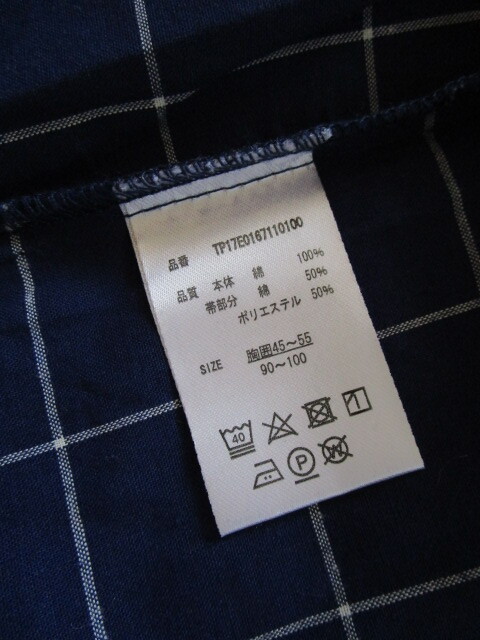 品番 TP17E0167110100
品質 本体 綿 100%
帯部分 綿 50%
ポリエステル 50%
SIZE 胸囲45～55
90～100
40
P W